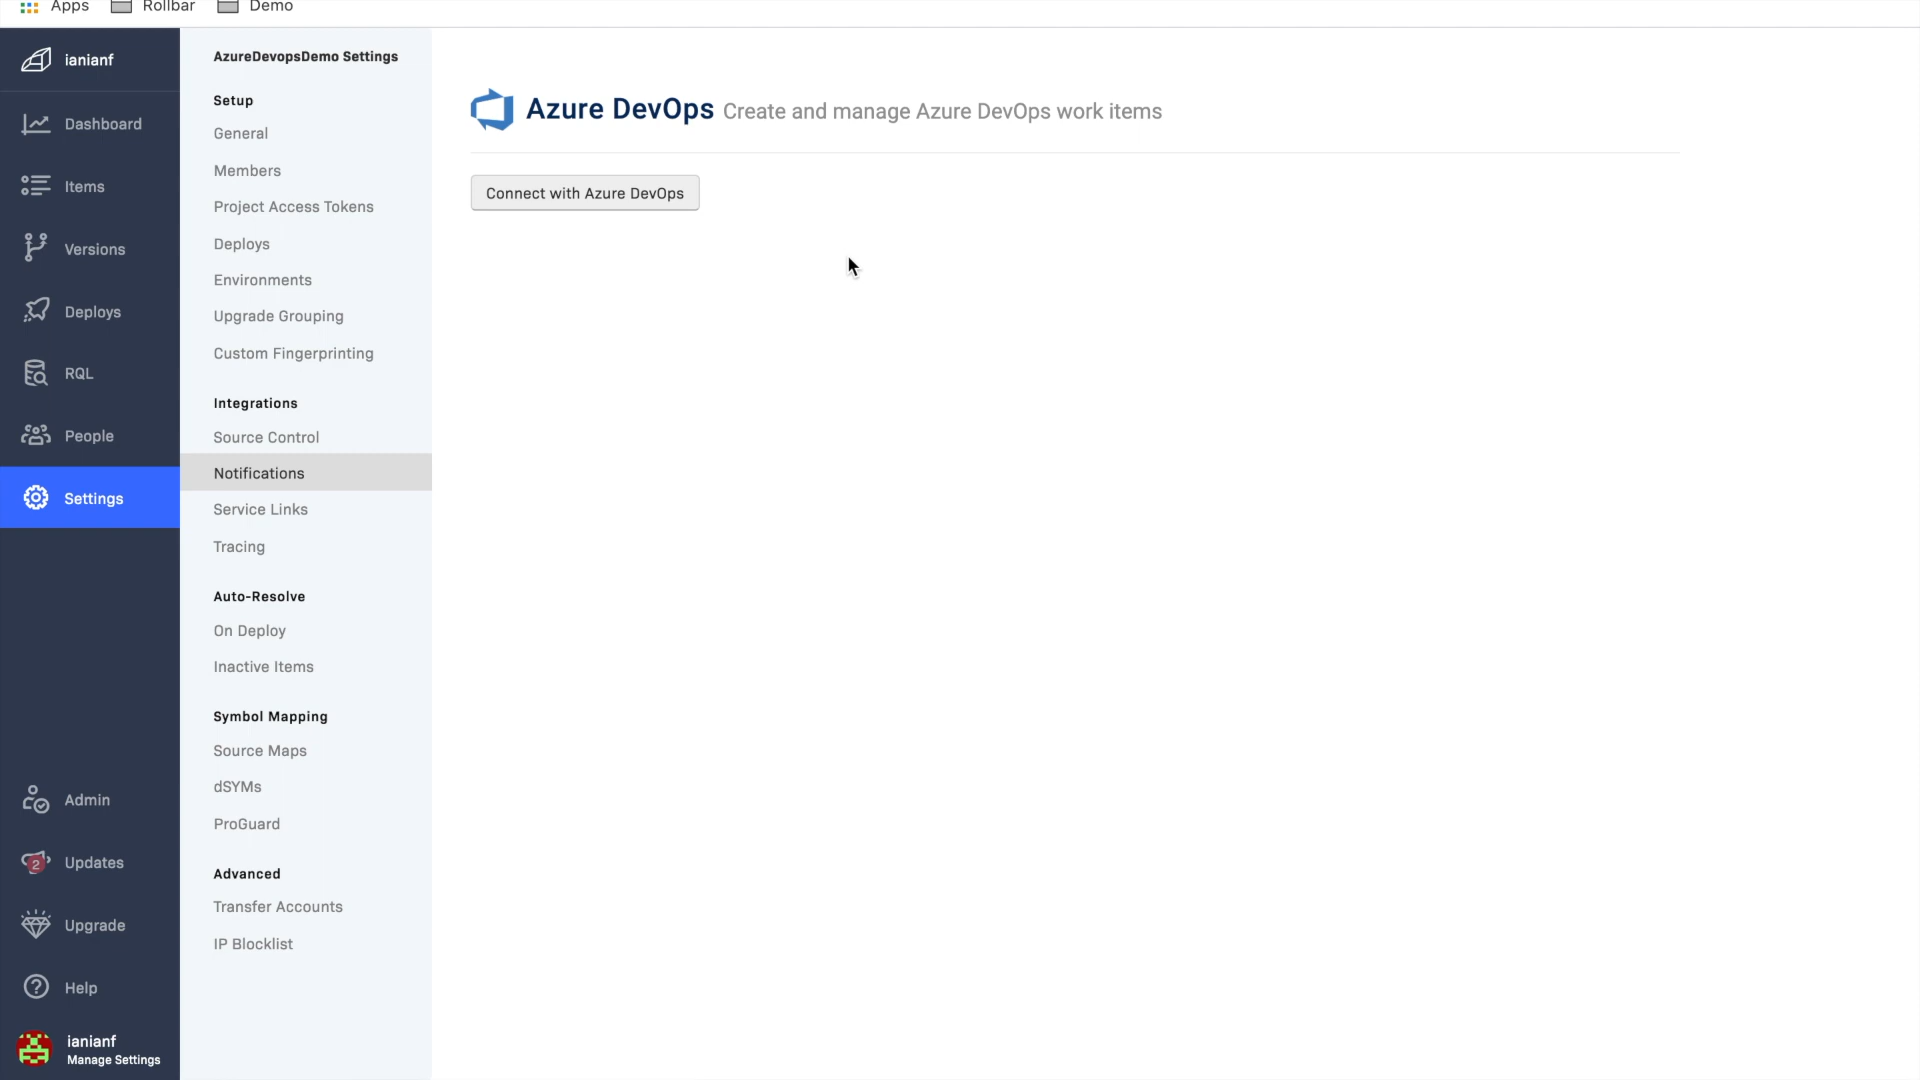 Apps Rollbar Demo
ianianf
Dashboard
Items
Versions
Deploys
RQL
People
Settings
Admin
2
Updates
Upgrade
Help
ianianf
Manage Settings
AzureDevopsDemo Settings
Setup
General
Members
Project Access Tokens
Deploys
Environments
Upgrade Grouping
Custom Fingerprinting
Integrations
Source Control
Notifications
Service Links
Tracing
Auto-Resolve
On Deploy
Inactive Items
Symbol Mapping
Source Maps
dSYMs
ProGuard
Advanced
Transfer Accounts
IP Blocklist
Azure DevOps Create and manage Azure DevOps work items
Connect with Azure DevOps